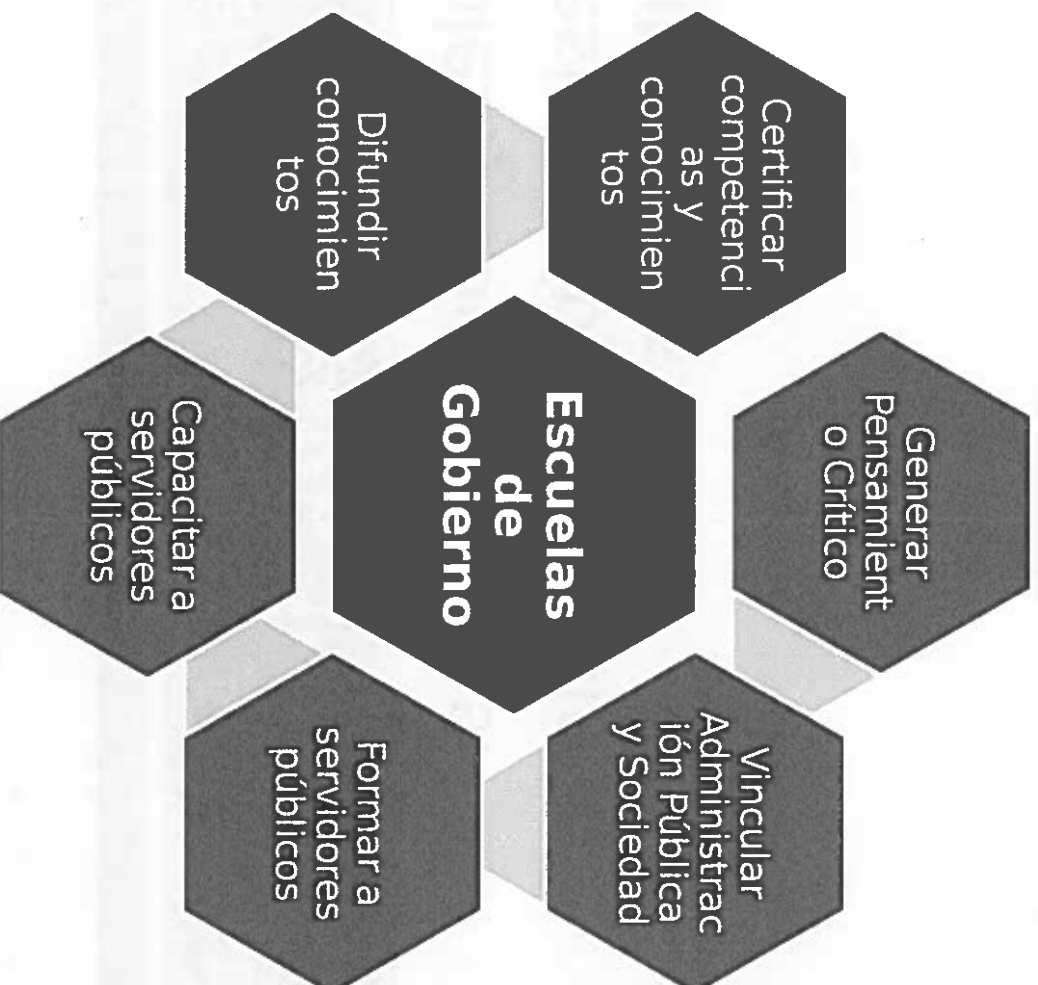 Generar
Pensamient
o Crítico
Certificar
competenci
as y
conocimien
tos
Vincular
Administrac
ión Pública
y Sociedad
Escuelas
de
Gobierno
Difundir
conocimien
tos
Formar a
servidores
públicos
Capacitar a
servidores
públicos